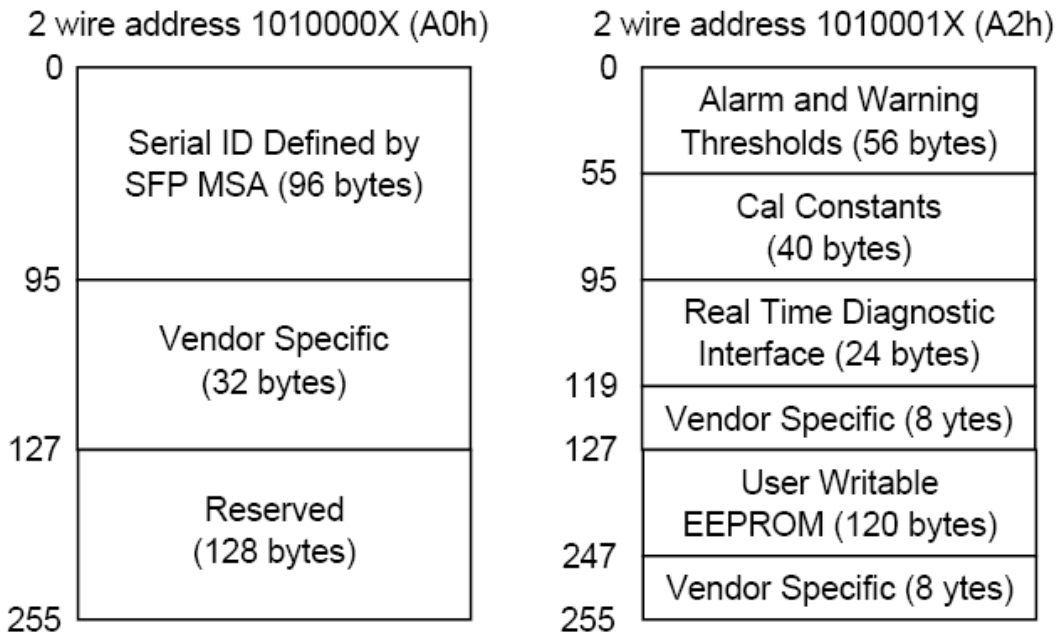 2 wire address 1010000X (A0h)
0
Serial ID Defined by
SFP MSA (96 bytes)
95
Vendor Specific
(32 bytes)
127
Reserved
(128 bytes)
255
2 wire address 1010001X (A2h)
0
Alarm and Warning
Thresholds (56 bytes)
55
Cal Constants
(40 bytes)
95
Real Time Diagnostic
Interface (24 bytes)
119
Vendor Specific (8 ytes)
127
User Writable
EEPROM (120 bytes)
247
Vendor Specific (8 ytes)
255